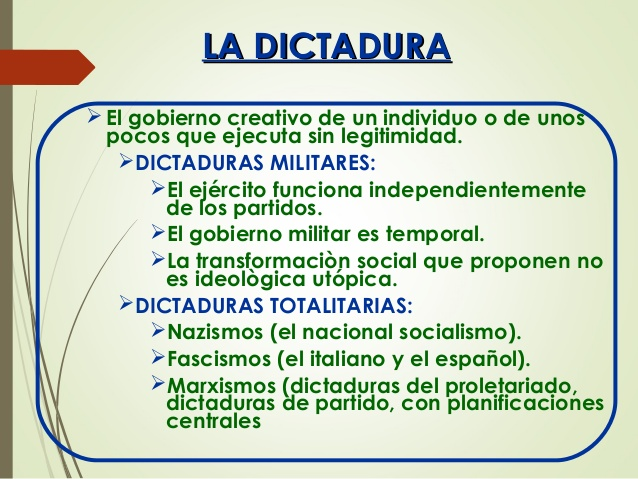 LA DICTADURA
El gobierno creativo de un individuo o de unos
pocos que ejecuta sin legitimidad.
DICTADURAS MILITARES:
El ejército funciona independientemente
de los partidos.
El gobierno militar es temporal.
La transformaciòn social que proponen no
es ideològica utópica.
DICTADURAS TOTALITARIAS:
Nazismos (el nacional socialismo).
Fascismos (el italiano y el español).
Marxismos (dictaduras del proletariado,
dictaduras de partido, con planificaciones
centrales